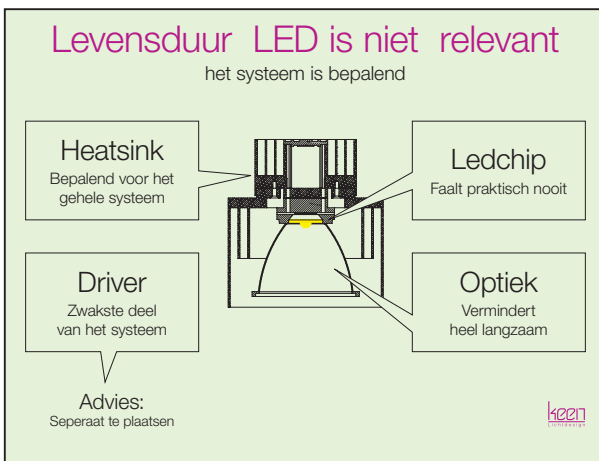 Levensduur LED is niet relevant
het systeem is bepalend
Heatsink
Bepalend voor het
gehele systeem
Ledchip
Faalt praktisch nooit
Driver
Zwakste deel
van het systeem
Optiek
Vermindert
heel langzaam
Advies:
Seperaat te plaatsen
keen
Lichtdesign